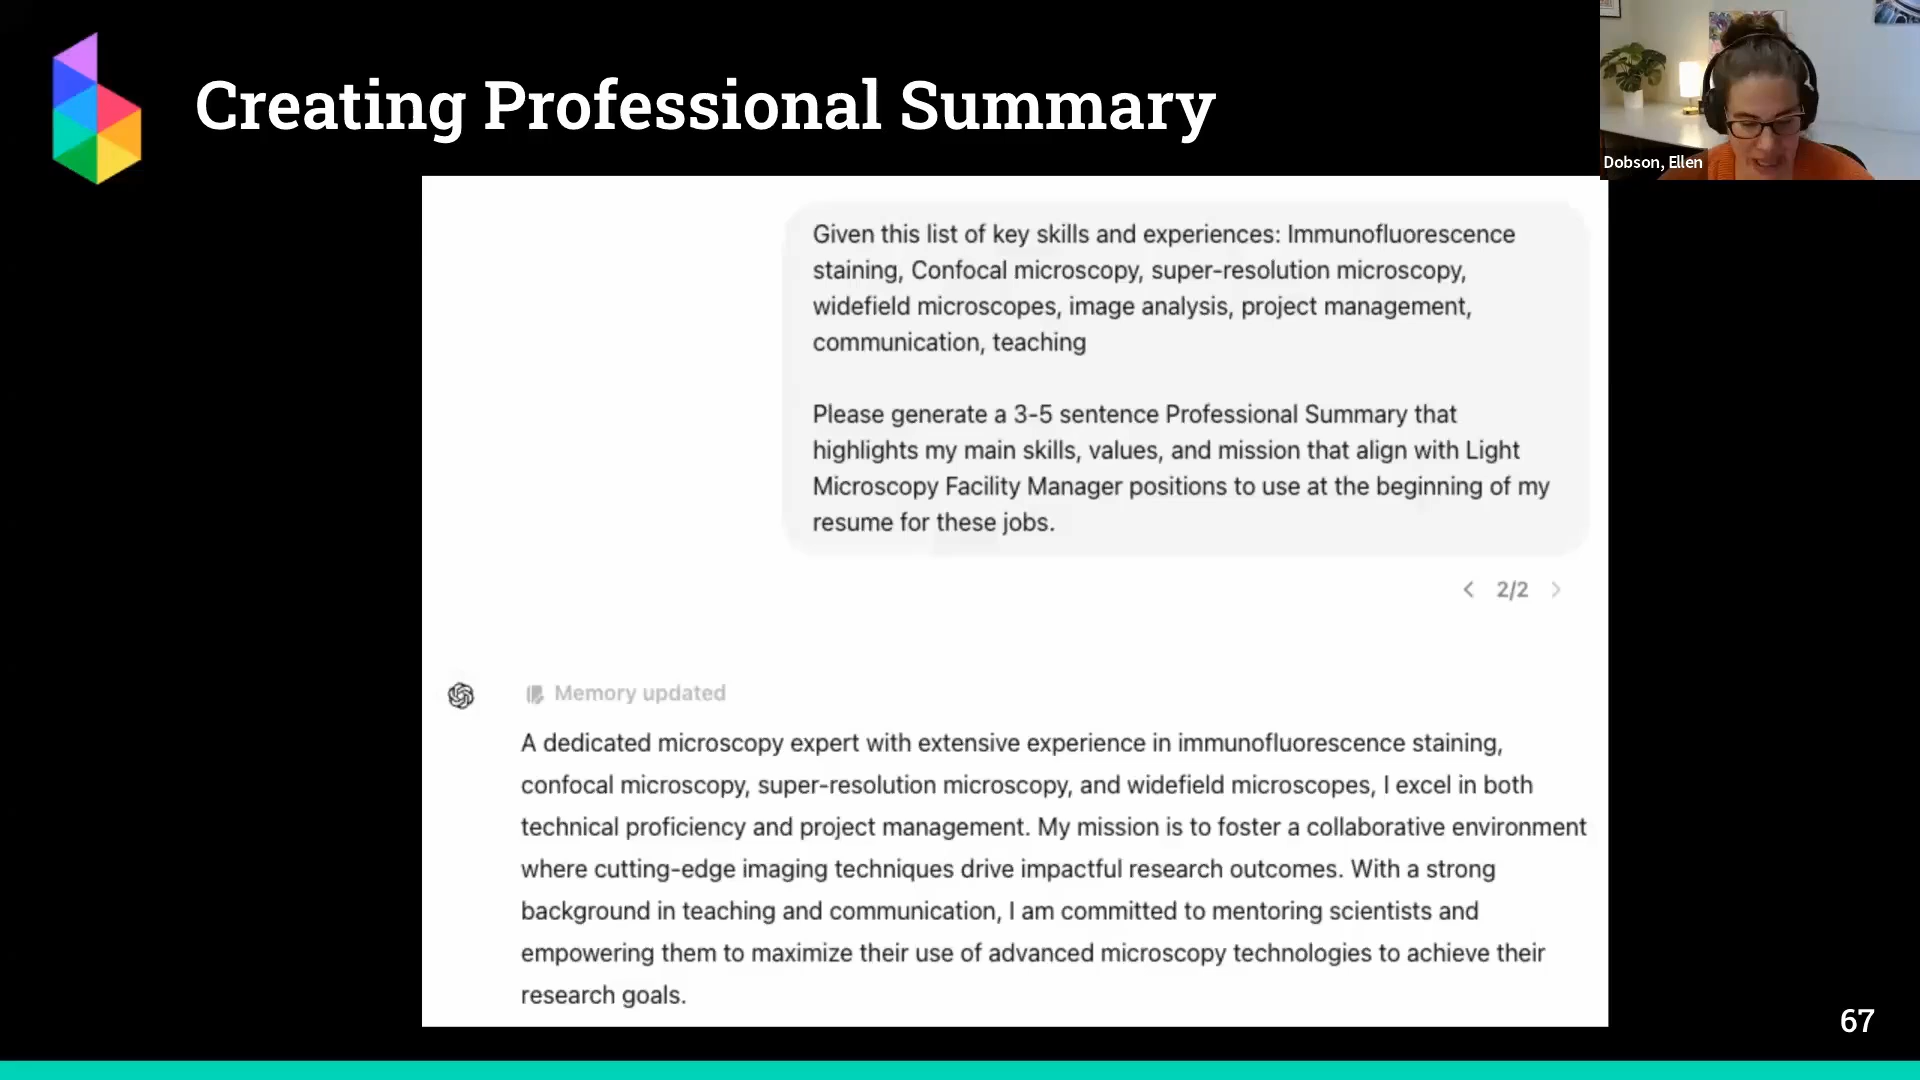 Creating Professional Summary
Dobson, Ellen
Given this list of key skills and experiences: Immunofluorescence
staining, Confocal microscopy, super-resolution microscopy,
widefield microscopes, image analysis, project management,
communication, teaching
Please generate a 3-5 sentence Professional Summary that
highlights my main skills, values, and mission that align with Light
Microscopy Facility Manager positions to use at the beginning of my
resume for these jobs.
< 2/2 >
Memory updated
A dedicated microscopy expert with extensive experience in immunofluorescence staining,
confocal microscopy, super-resolution microscopy, and widefield microscopes, I excel in both
technical proficiency and project management. My mission is to foster a collaborative environment
where cutting-edge imaging techniques drive impactful research outcomes. With a strong
background in teaching and communication, I am committed to mentoring scientists and
empowering them to maximize their use of advanced microscopy technologies to achieve their
research goals.
67